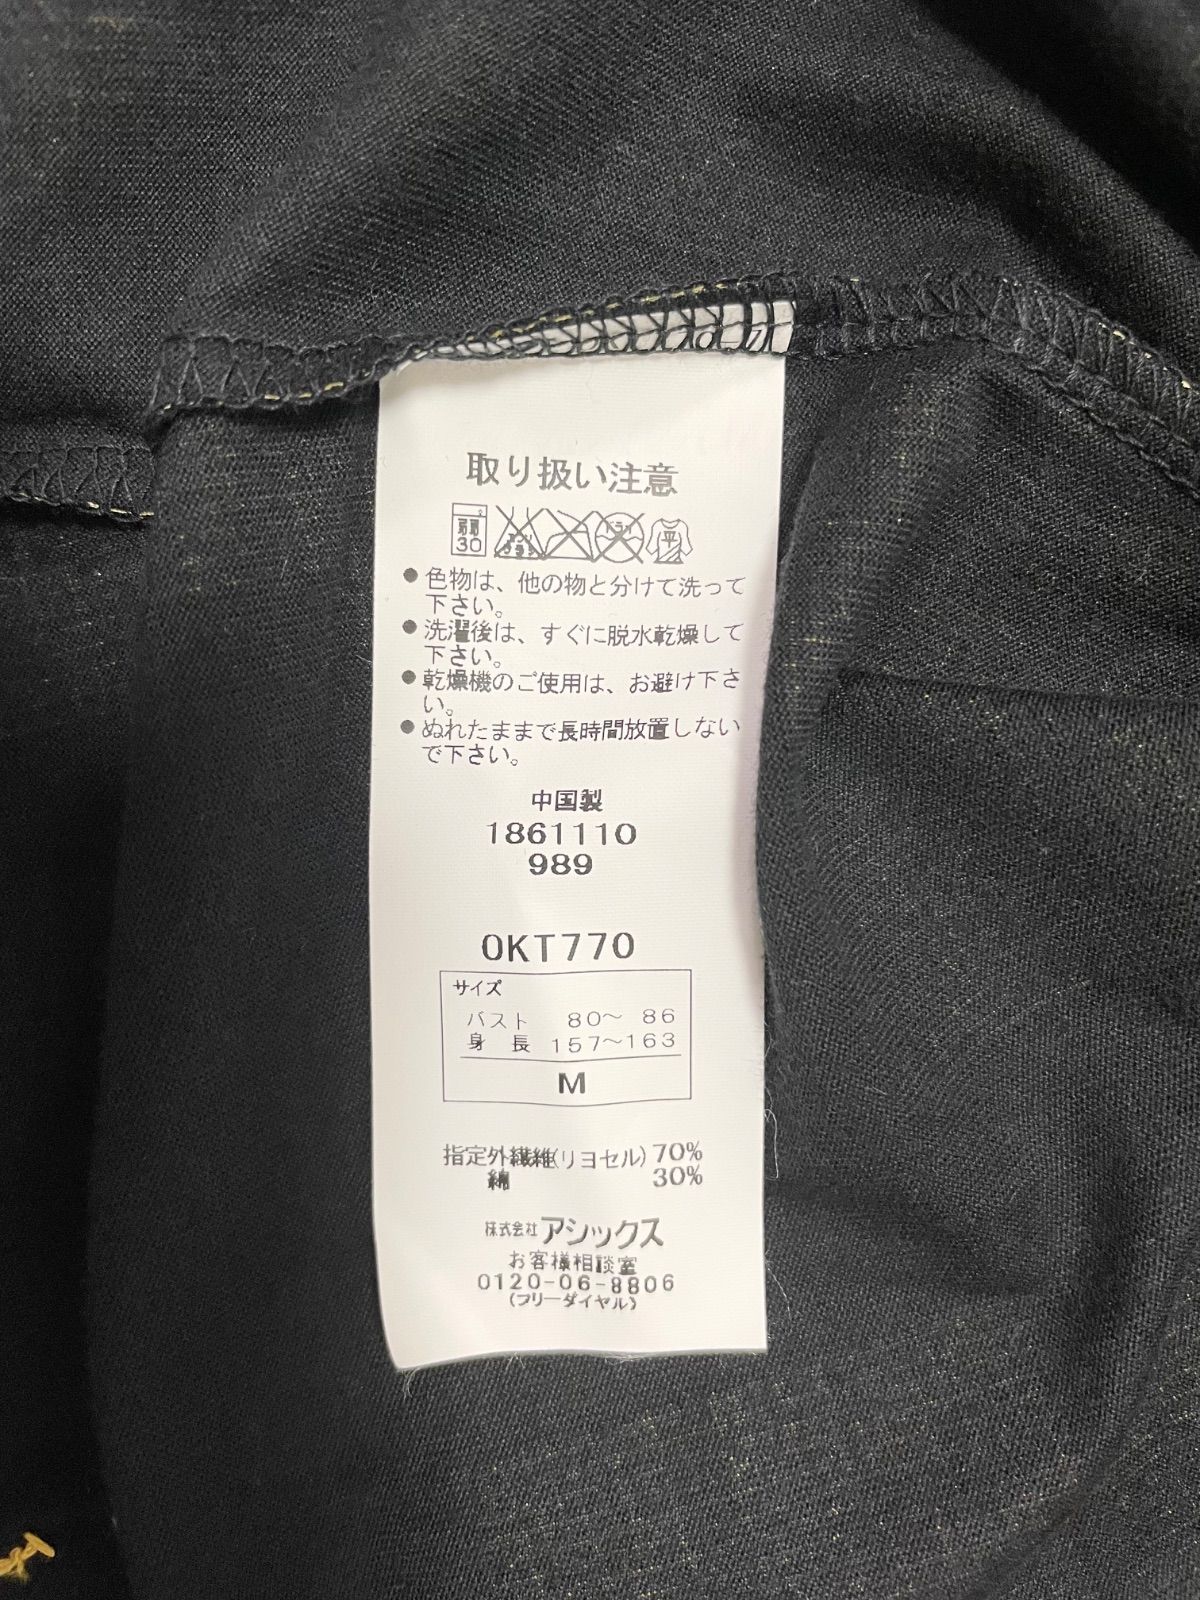 取り扱い注意
弱
30
ドライ
平
●色物は、他の物と分けて洗って
下さい。
●洗濯後は、すぐに脱水乾燥して
下さい。
●乾燥機のご使用は、お避け下さ
い。
●ぬれたままで長時間放置しない
で下さい。
中国製
1861110
989
OKT770
サイズ
バスト 80〜 86
身 長 157〜163
M
指定外繊維(リヨセル) 70%
綿 30%
株式会社アシックス
お客様相談室
0120-06-8806
(フリーダイヤル)